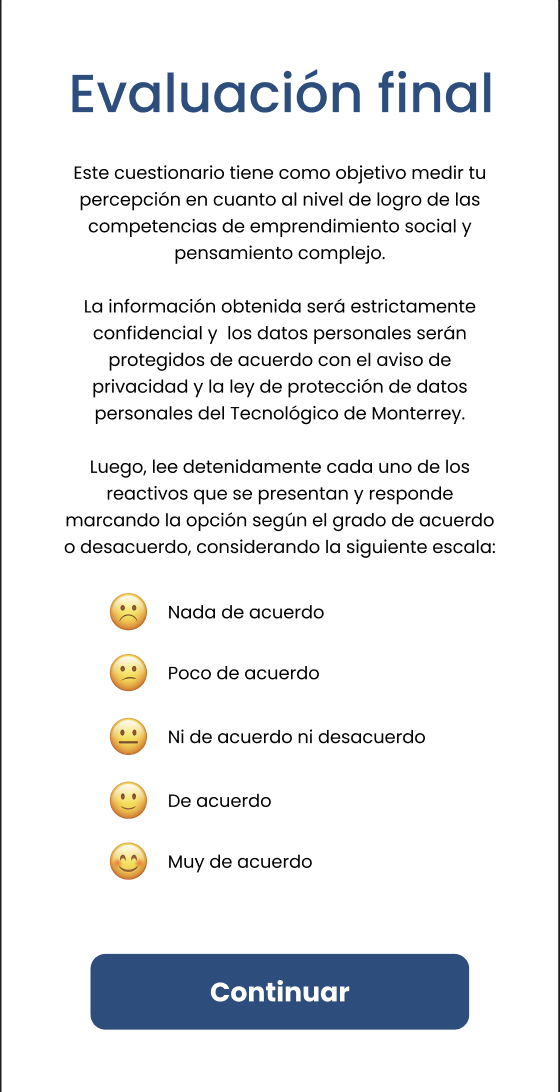 Evaluación final
Este cuestionario tiene como objetivo medir tu
percepción en cuanto al nivel de logro de las
competencias de emprendimiento social y
pensamiento complejo.
La información obtenida será estrictamente
confidencial y  los datos personales serán
protegidos de acuerdo con el aviso de
privacidad y la ley de protección de datos
personales del Tecnológico de Monterrey.
Luego, lee detenidamente cada uno de los
reactivos que se presentan y responde
marcando la opción según el grado de acuerdo
o desacuerdo, considerando la siguiente escala:
Nada de acuerdo
Poco de acuerdo
Ni de acuerdo ni desacuerdo
De acuerdo
Muy de acuerdo
Continuar